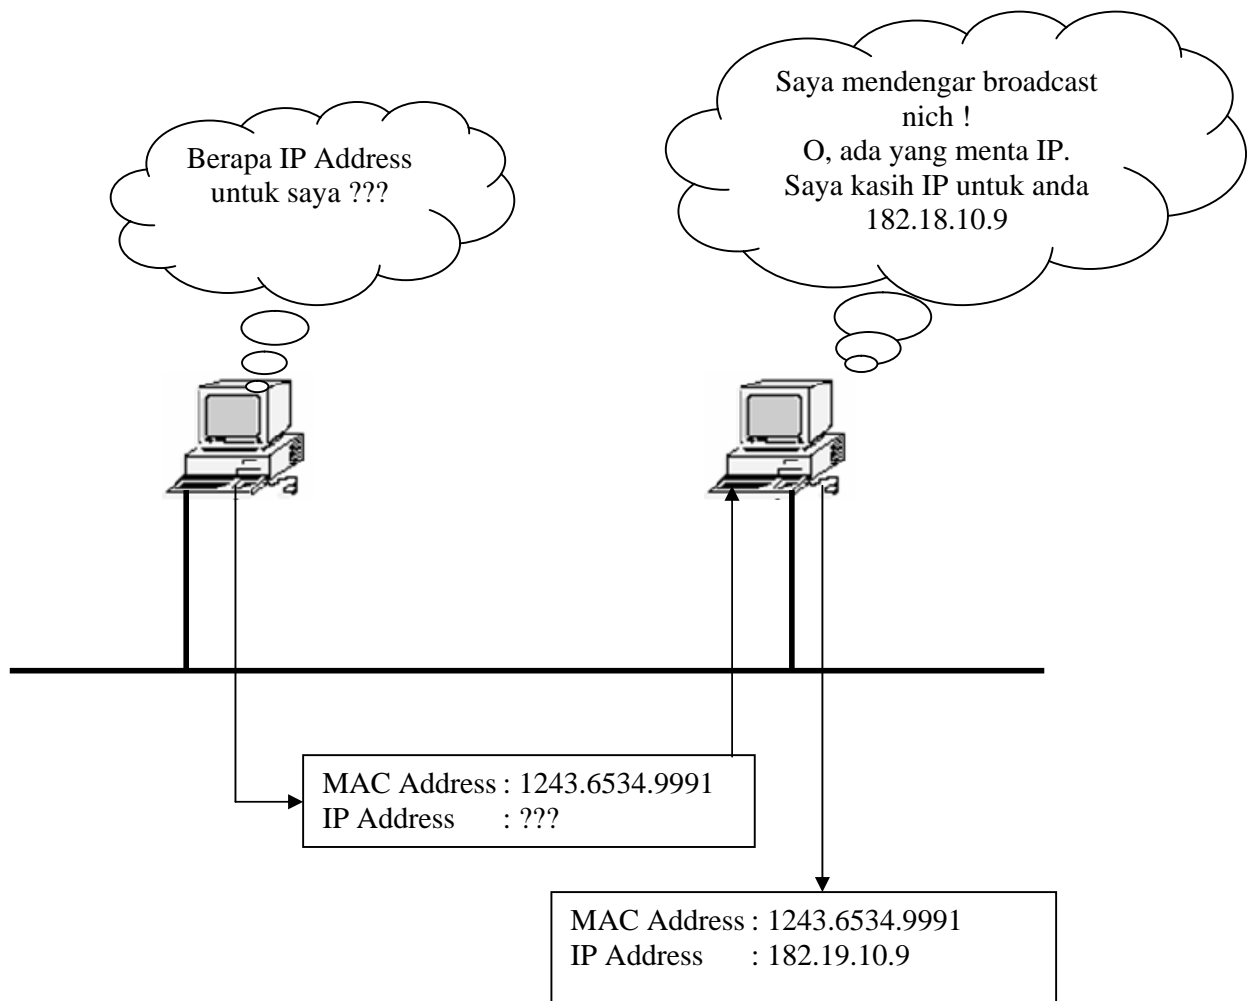 Berapa IP Address
untuk saya ???
Saya mendengar broadcast
nich !
O, ada yang menta IP.
Saya kasih IP untuk anda
182.18.10.9
MAC Address : 1243.6534.9991
IP Address : ???
MAC Address : 1243.6534.9991
IP Address : 182.19.10.9